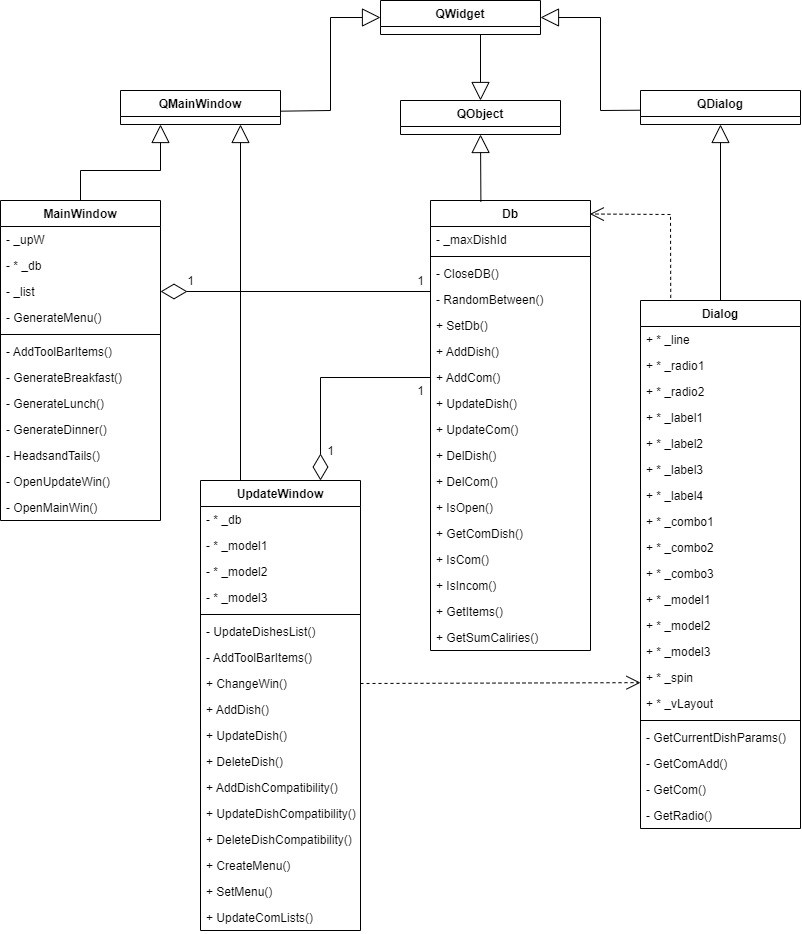 QWidget
QMainWindow
QObject
QDialog
MainWindow
- _upW
- * _db
- _list
- GenerateMenu()
- AddToolBarItems()
- GenerateBreakfast()
- GenerateLunch()
- GenerateDinner()
- HeadsandTails()
- OpenUpdateWin()
- OpenMainWin()
1
1
Db
- _maxDishId
- CloseDB()
- RandomBetween()
+ SetDb()
+ AddDish()
+ AddCom()
+ UpdateDish()
+ UpdateCom()
+ DelDish()
+ DelCom()
+ IsOpen()
+ GetComDish()
+ IsCom()
+ IsIncom()
+ GetItems()
+ GetSumCaliries()
1
1
UpdateWindow
- * _db
- * _model1
- * _model2
- * _model3
- UpdateDishesList()
- AddToolBarItems()
+ ChangeWin()
+ AddDish()
+ UpdateDish()
+ DeleteDish()
+ AddDishCompatibility()
+ UpdateDishCompatibility()
+ DeleteDishCompatibility()
+ CreateMenu()
+ SetMenu()
+ UpdateComLists()
Dialog
+ * _line
+ * _radio1
+ * _radio2
+ * _label1
+ * _label2
+ * _label3
+ * _label4
+ * _combo1
+ * _combo2
+ * _combo3
+ * _model1
+ * _model2
+ * _model3
+ * _spin
+ * _vLayout
- GetCurrentDishParams()
- GetComAdd()
- GetCom()
- GetRadio()